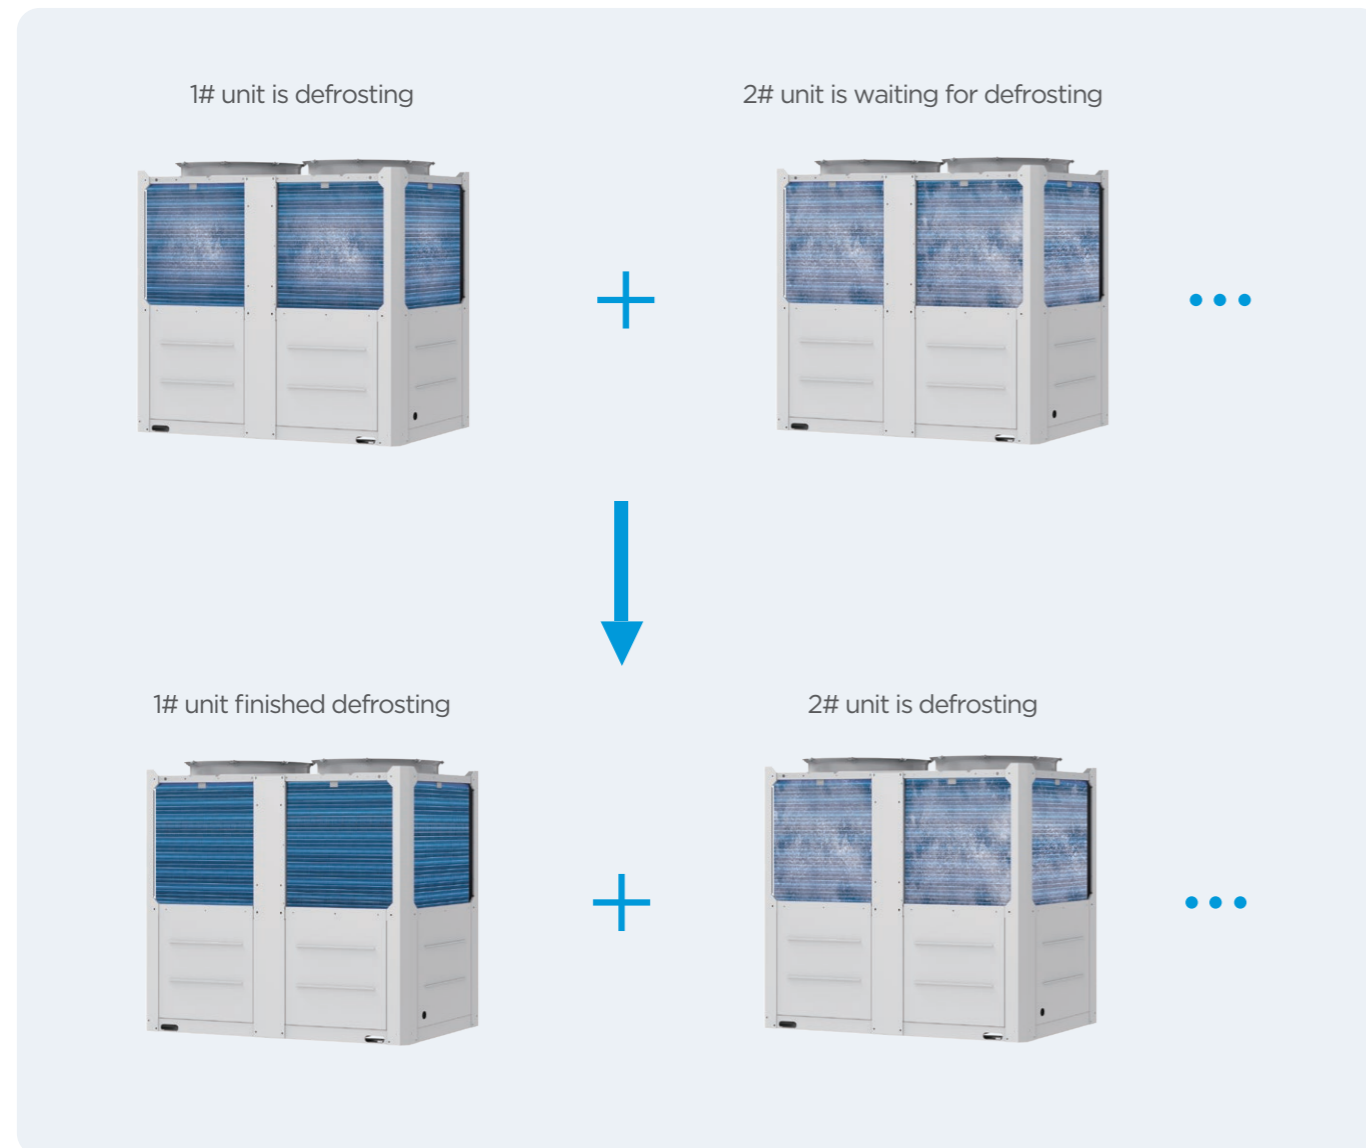 1# unit is defrosting
2# unit is waiting for defrosting
1# unit finished defrosting
2# unit is defrosting